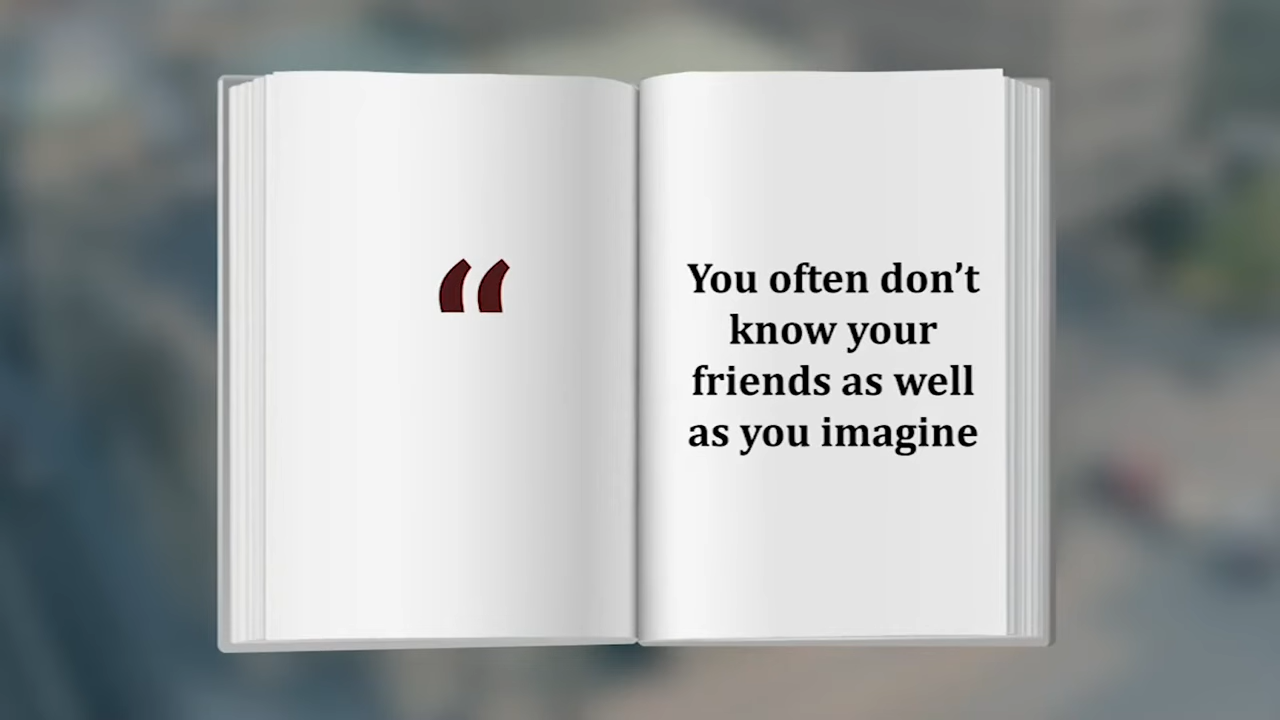 “
You often don’t
know your
friends as well
as you imagine